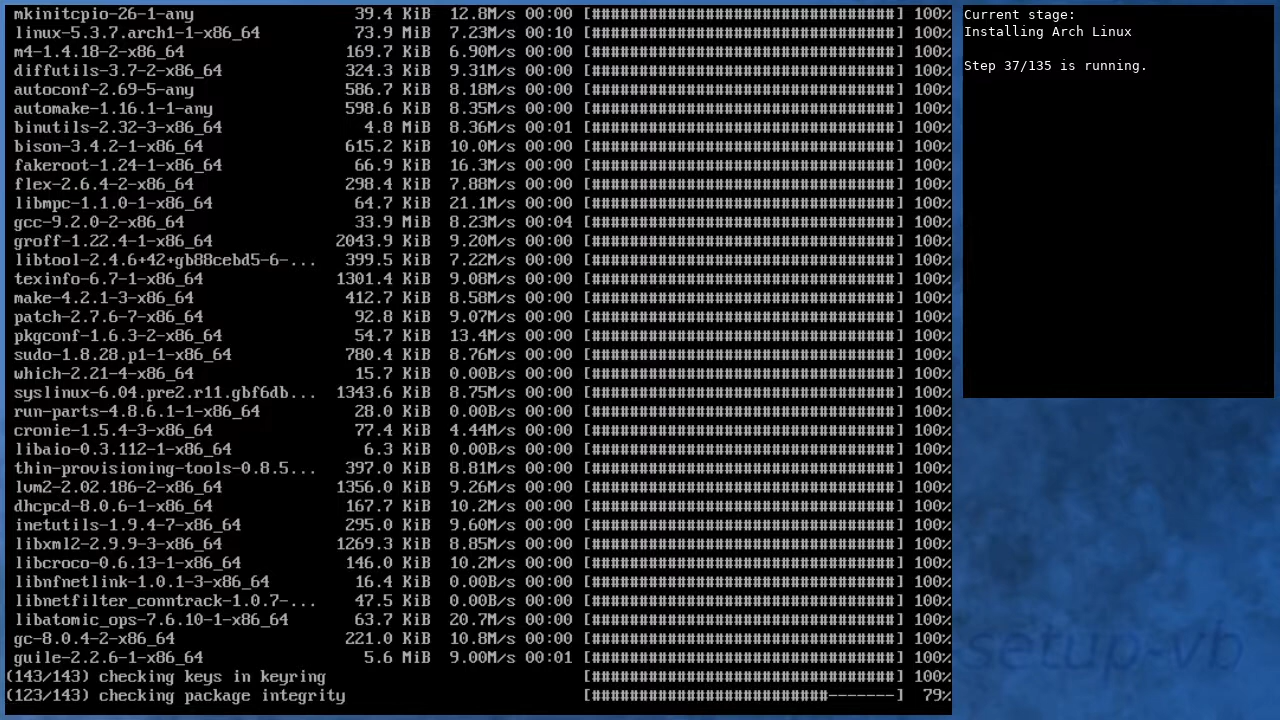 mkinitcpio-26-1-any 39.4 KiB 12.8M/s 00:00 [################################] 100%
linux-5.3.7.arch1-1-x86_64 73.9 MiB 7.23M/s 00:10 [################################] 100%
m4-1.4.18-2-x86_64 169.7 KiB 6.90M/s 00:00 [################################] 100%
diffutils-3.7-2-x86_64 324.3 KiB 9.31M/s 00:00 [################################] 100%
autoconf-2.69-5-any 586.7 KiB 8.18M/s 00:00 [################################] 100%
automake-1.16.1-1-any 598.6 KiB 8.35M/s 00:00 [################################] 100%
binutils-2.32-3-x86_64 4.8 MiB 8.36M/s 00:01 [################################] 100%
bison-3.4.2-1-x86_64 615.2 KiB 10.0M/s 00:00 [################################] 100%
fakeroot-1.24-1-x86_64 66.9 KiB 16.3M/s 00:00 [################################] 100%
flex-2.6.4-2-x86_64 298.4 KiB 7.88M/s 00:00 [################################] 100%
libmpc-1.1.0-1-x86_64 64.7 KiB 21.1M/s 00:00 [################################] 100%
gcc-9.2.0-2-x86_64 33.9 MiB 8.23M/s 00:04 [################################] 100%
groff-1.22.4-1-x86_64 2043.9 KiB 9.20M/s 00:00 [################################] 100%
libtool-2.4.6+42+gb88cebd5-6-... 399.5 KiB 7.22M/s 00:00 [################################] 100%
texinfo-6.7-1-x86_64 1301.4 KiB 9.08M/s 00:00 [################################] 100%
make-4.2.1-3-x86_64 412.7 KiB 8.58M/s 00:00 [################################] 100%
patch-2.7.6-7-x86_64 92.8 KiB 9.07M/s 00:00 [################################] 100%
pkgconf-1.6.3-2-x86_64 54.7 KiB 13.4M/s 00:00 [################################] 100%
sudo-1.8.28.p1-1-x86_64 780.4 KiB 8.76M/s 00:00 [################################] 100%
which-2.21-4-x86_64 15.7 KiB 0.00B/s 00:00 [################################] 100%
syslinux-6.04.pre2.r11.gbf6db... 1343.6 KiB 8.75M/s 00:00 [################################] 100%
run-parts-4.8.6.1-1-x86_64 28.0 KiB 0.00B/s 00:00 [################################] 100%
cronie-1.5.4-3-x86_64 77.4 KiB 4.44M/s 00:00 [################################] 100%
libaio-0.3.112-1-x86_64 6.3 KiB 0.00B/s 00:00 [################################] 100%
thin-provisioning-tools-0.8.5... 397.0 KiB 8.81M/s 00:00 [################################] 100%
lvm2-2.02.186-2-x86_64 1356.0 KiB 9.26M/s 00:00 [################################] 100%
dhcpcd-8.0.6-1-x86_64 167.7 KiB 10.2M/s 00:00 [################################] 100%
inetutils-1.9.4-7-x86_64 295.0 KiB 9.60M/s 00:00 [################################] 100%
libxml2-2.9.9-3-x86_64 1269.3 KiB 8.85M/s 00:00 [################################] 100%
libcroco-0.6.13-1-x86_64 146.0 KiB 10.2M/s 00:00 [################################] 100%
libnfnetlink-1.0.1-3-x86_64 16.4 KiB 0.00B/s 00:00 [################################] 100%
libnetfilter_conntrack-1.0.7-... 47.5 KiB 0.00B/s 00:00 [################################] 100%
libatomic_ops-7.6.10-1-x86_64 63.7 KiB 20.7M/s 00:00 [################################] 100%
gc-8.0.4-2-x86_64 221.0 KiB 10.8M/s 00:00 [################################] 100%
guile-2.2.6-1-x86_64 5.6 MiB 9.00M/s 00:01 [################################] 100%
(143/143) checking keys in keyring [################################] 100%
(123/143) checking package integrity [#########################-------] 79%
Current stage:
Installing Arch Linux
Step 37/135 is running.
setup-vb